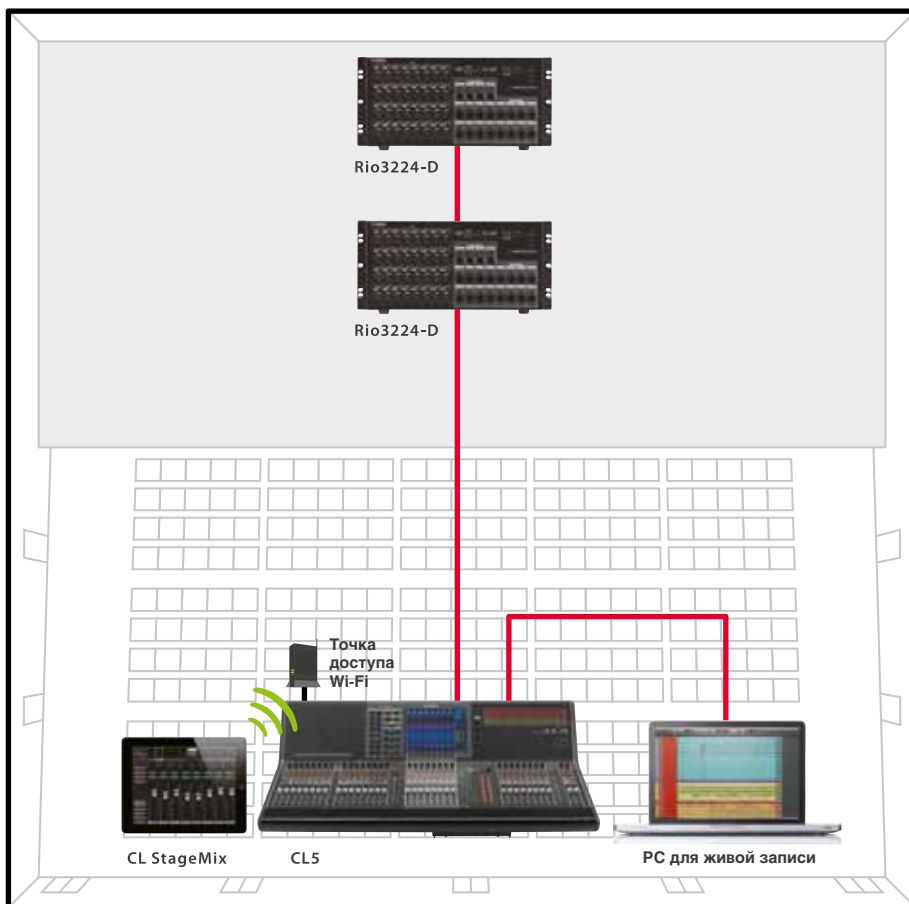 Rio3224-D
Rio3224-D
Точка
доступа
Wi-Fi
CL StageMix
CL5
PC для живой записи